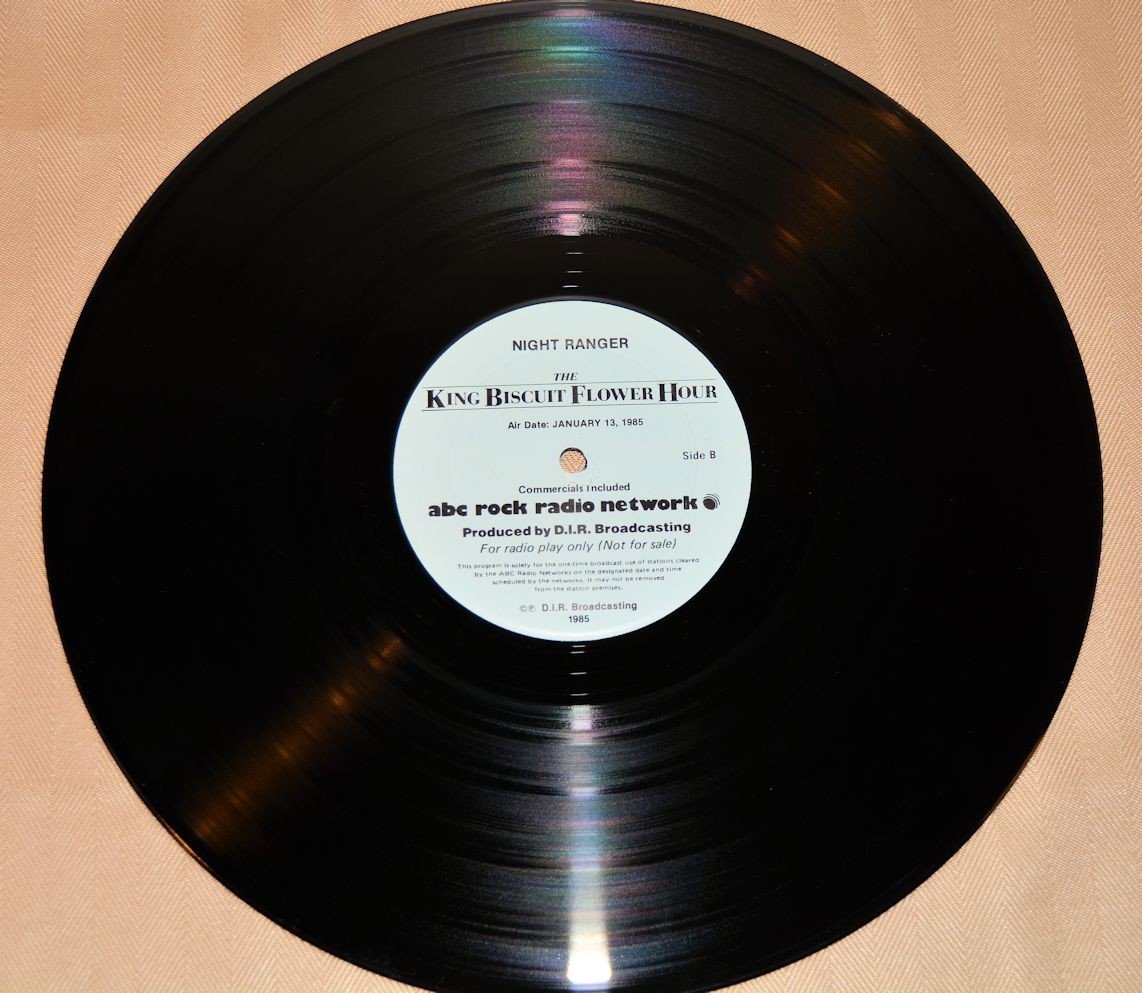 NIGHT RANGER
THE
KING BISCUIT FLOWER HOUR
Air Date: JANUARY 13, 1985
Side B
Commercials Included
abc rock radio network
Produced by D.I.R. Broadcasting
For radio play only (Not for sale)
This program is solely for the one-time broadcast use of stations cleared
by the ABC Radio Networks on the designated date and time
scheduled by the networks. It may not be removed
from the station premises.
©℗ D.I.R. Broadcasting
1985